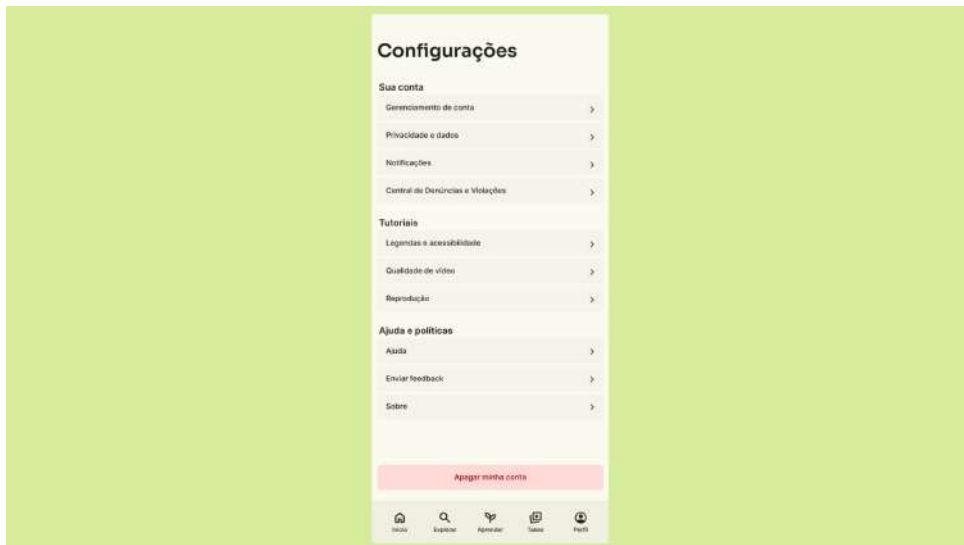 Configurações
Sua conta
Gerenciamento de conta
Privacidade e dados
Notificações
Central de Denúncias e Violações
Tutoriais
Legendas e acessibilidade
Qualidade de vídeo
Reprodução
Ajuda e políticas
Ajuda
Enviar feedback
Sobre
Apagar minha conta
Início Explorar Aprender Perfil